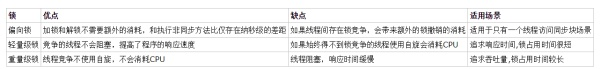 锁 优点 缺点 适用场景
偏向锁 加锁和解锁不需要额外的消耗，和执行非同步方法比仅存在纳秒级的差距 如果线程间存在锁竞争，会带来额外的锁撤销的消耗 适用于只有一个线程访问同步块场景
轻量级锁 竞争的线程不会阻塞，提高了程序的响应速度 如果始终得不到锁竞争的线程使用自旋会消耗CPU 追求响应时间,锁占用时间很短
重量级锁 线程竞争不使用自旋，不会消耗CPU 线程阻塞，响应时间缓慢 追求吞吐量,锁占用时间较长